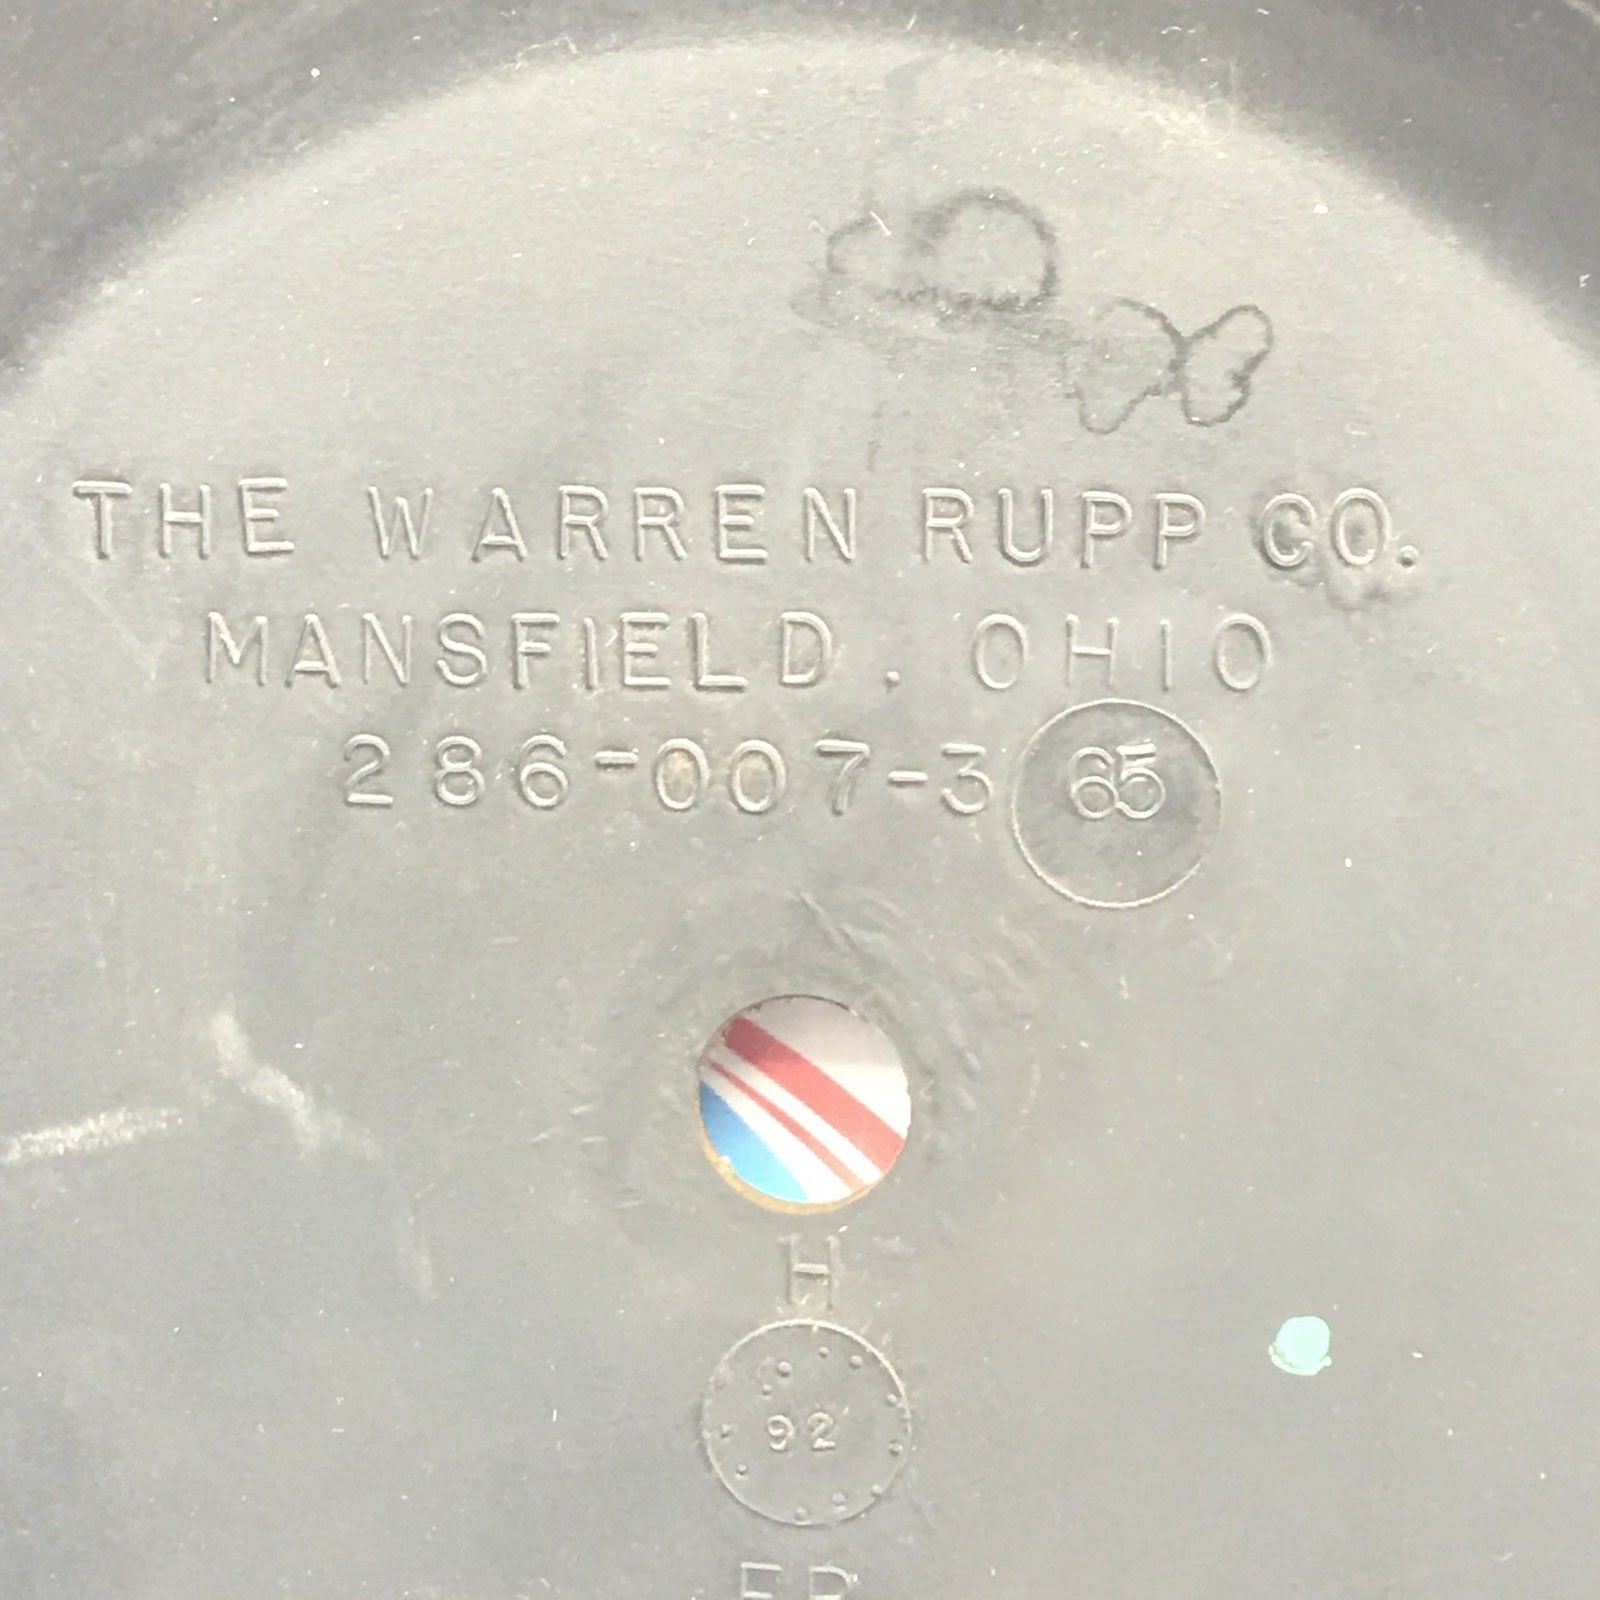 THE WARREN RUPP CO.
MANSFIELD, OHIO
286-007-3 65
H
92